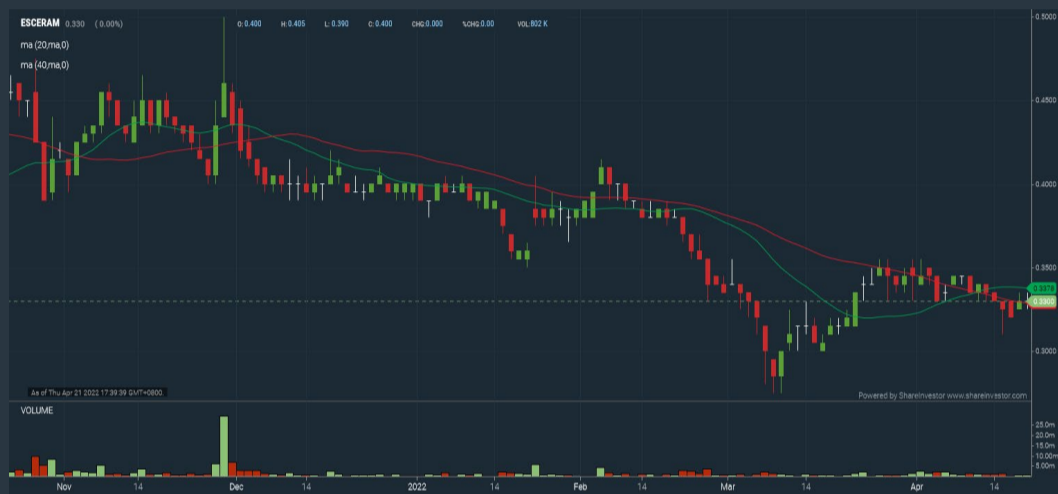 ESCERAM 0.330 ( 0.00%) O: 0.400 H: 0.405 L: 0.390 C: 0.400 CHG:0.000 %CHG:0.00 VOL:802 K
ma (20,ma,0)
ma (40,ma,0)
0.5000
0.4500
0.4000
0.3500
0.3378
0.3300
0.3000
As of Thu Apr 21 2022 17:39:39 GMT+0800.
Powered by ShareInvestor www.shareinvestor.com
VOLUME
25.0m
20.0m
15.0m
10.00m
5.00m
Nov 14 Dec 14 2022 14 Feb 14 Mar 14 Apr 14